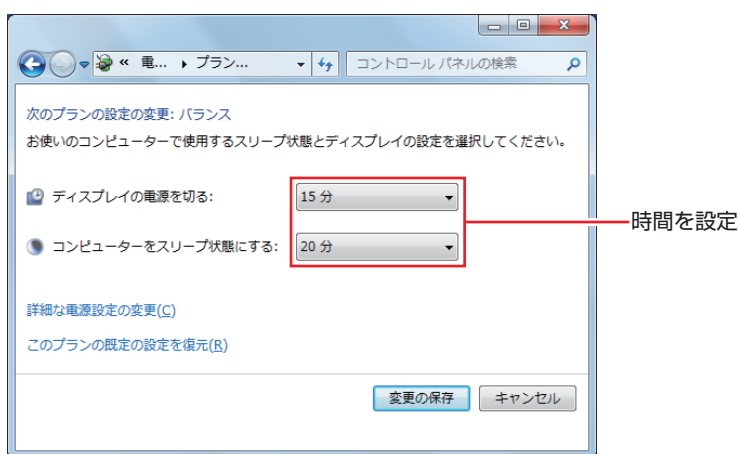 « 電... ▸ プラン...
コントロール パネルの検索
次のプランの設定の変更: バランス
お使いのコンピューターで使用するスリープ状態とディスプレイの設定を選択してください。
ディスプレイの電源を切る: 15 分
時間を設定
コンピューターをスリープ状態にする: 20 分
詳細な電源設定の変更(C)
このプランの既定の設定を復元(R)
変更の保存 キャンセル